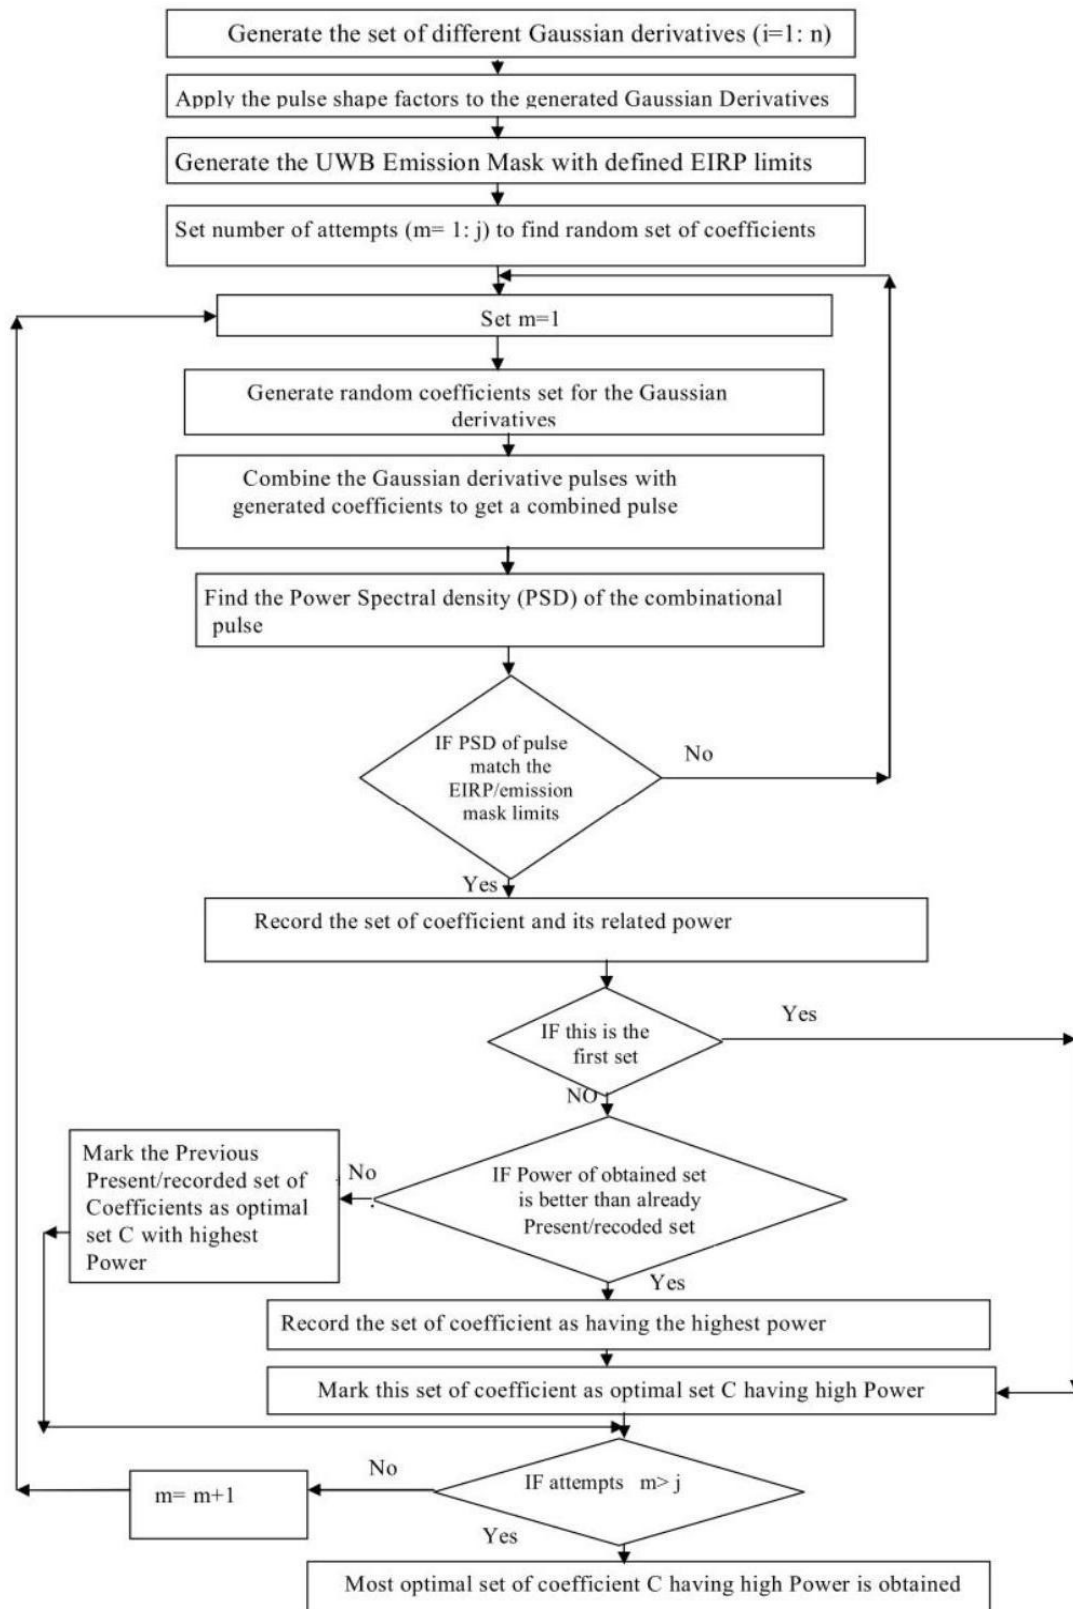 Generate the set of different Gaussian derivatives (i=1: n)
Apply the pulse shape factors to the generated Gaussian Derivatives
Generate the UWB Emission Mask with defined EIRP limits
Set number of attempts (m= 1: j) to find random set of coefficients
Set m=1
Generate random coefficients set for the Gaussian
derivatives
Combine the Gaussian derivative pulses with
generated coefficients to get a combined pulse
Find the Power Spectral density (PSD) of the combinational
pulse
IF PSD of pulse
match the
EIRP/emission
mask limits
No
Yes
Record the set of coefficient and its related power
IF this is the
first set
Yes
NO
IF Power of obtained set
is better than already
Present/recoded set
No
Mark the Previous
Present/recorded set of
Coefficients as optimal
set C with highest
Power
Yes
Record the set of coefficient as having the highest power
Mark this set of coefficient as optimal set C having high Power
IF attempts m> j
No
m= m+1
Yes
Most optimal set of coefficient C having high Power is obtained